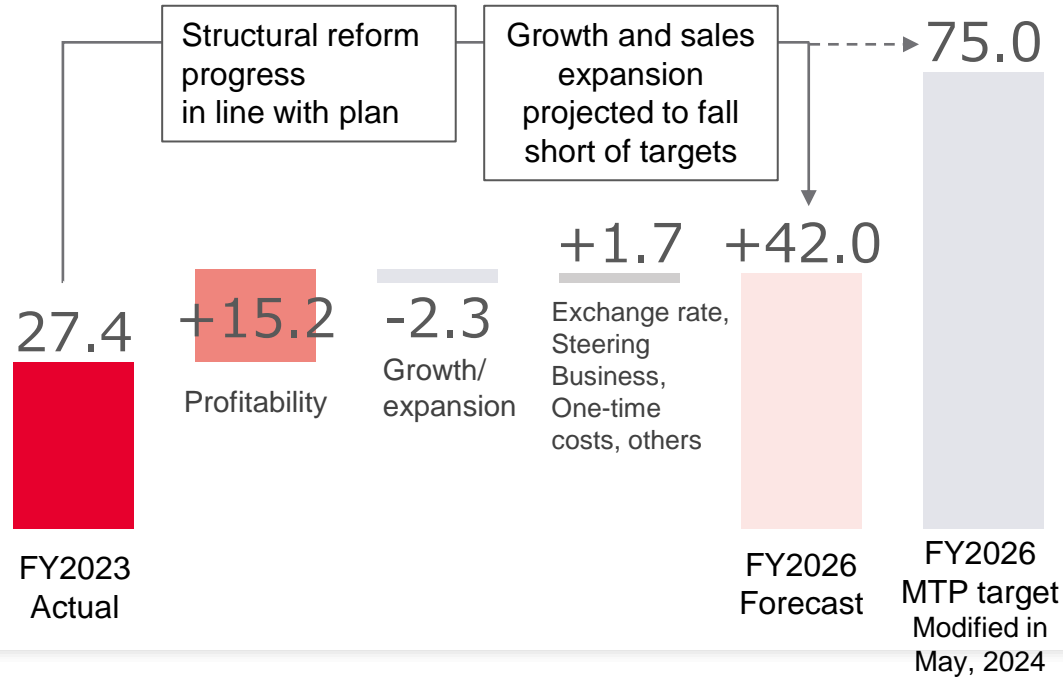 Structural reform
progress
in line with plan
Growth and sales
expansion
projected to fall
short of targets
75.0
27.4
+15.2
-2.3
+1.7
+42.0
Profitability
Growth/
expansion
Exchange rate,
Steering
Business,
One-time
costs, others
FY2023
Actual
FY2026
Forecast
FY2026
MTP target
Modified in
May, 2024